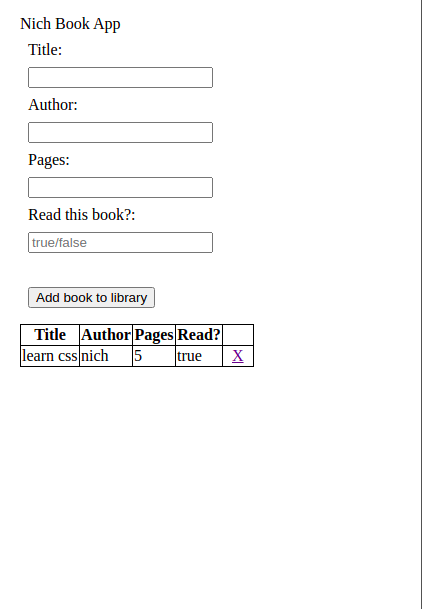 Nich Book App
Title:
Author:
Pages:
Read this book?:
true/false
Add book to library
Title Author Pages Read?
learn css nich 5 true X